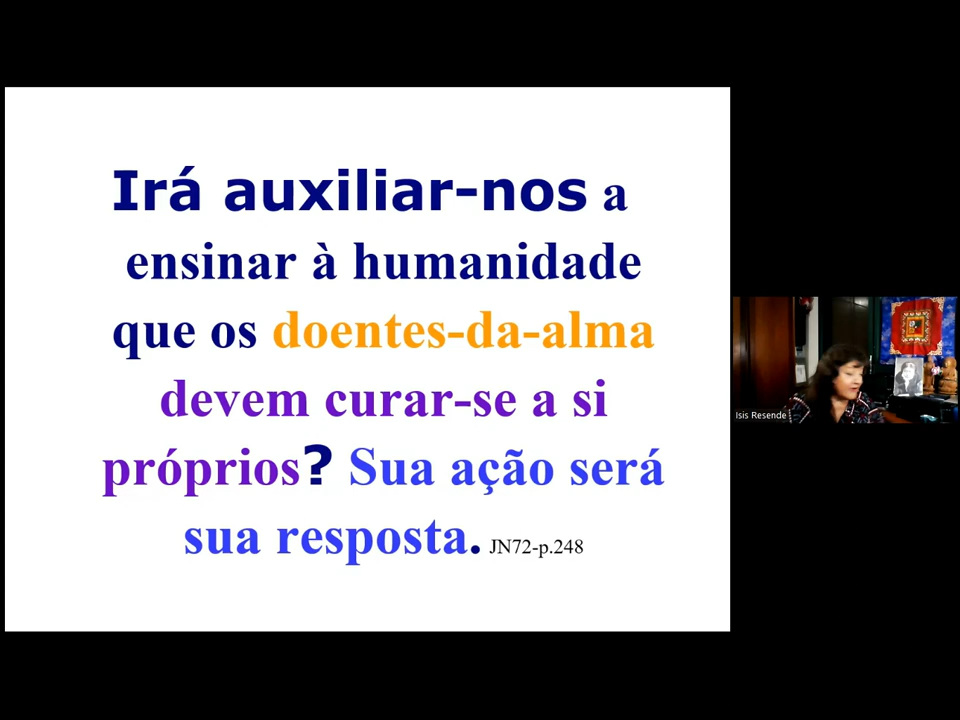 Irá auxiliar-nos a
ensinar à humanidade
que os doentes-da-alma
devem curar-se a si
próprios? Sua ação será
sua resposta. JN72-p.248
Isis Resende